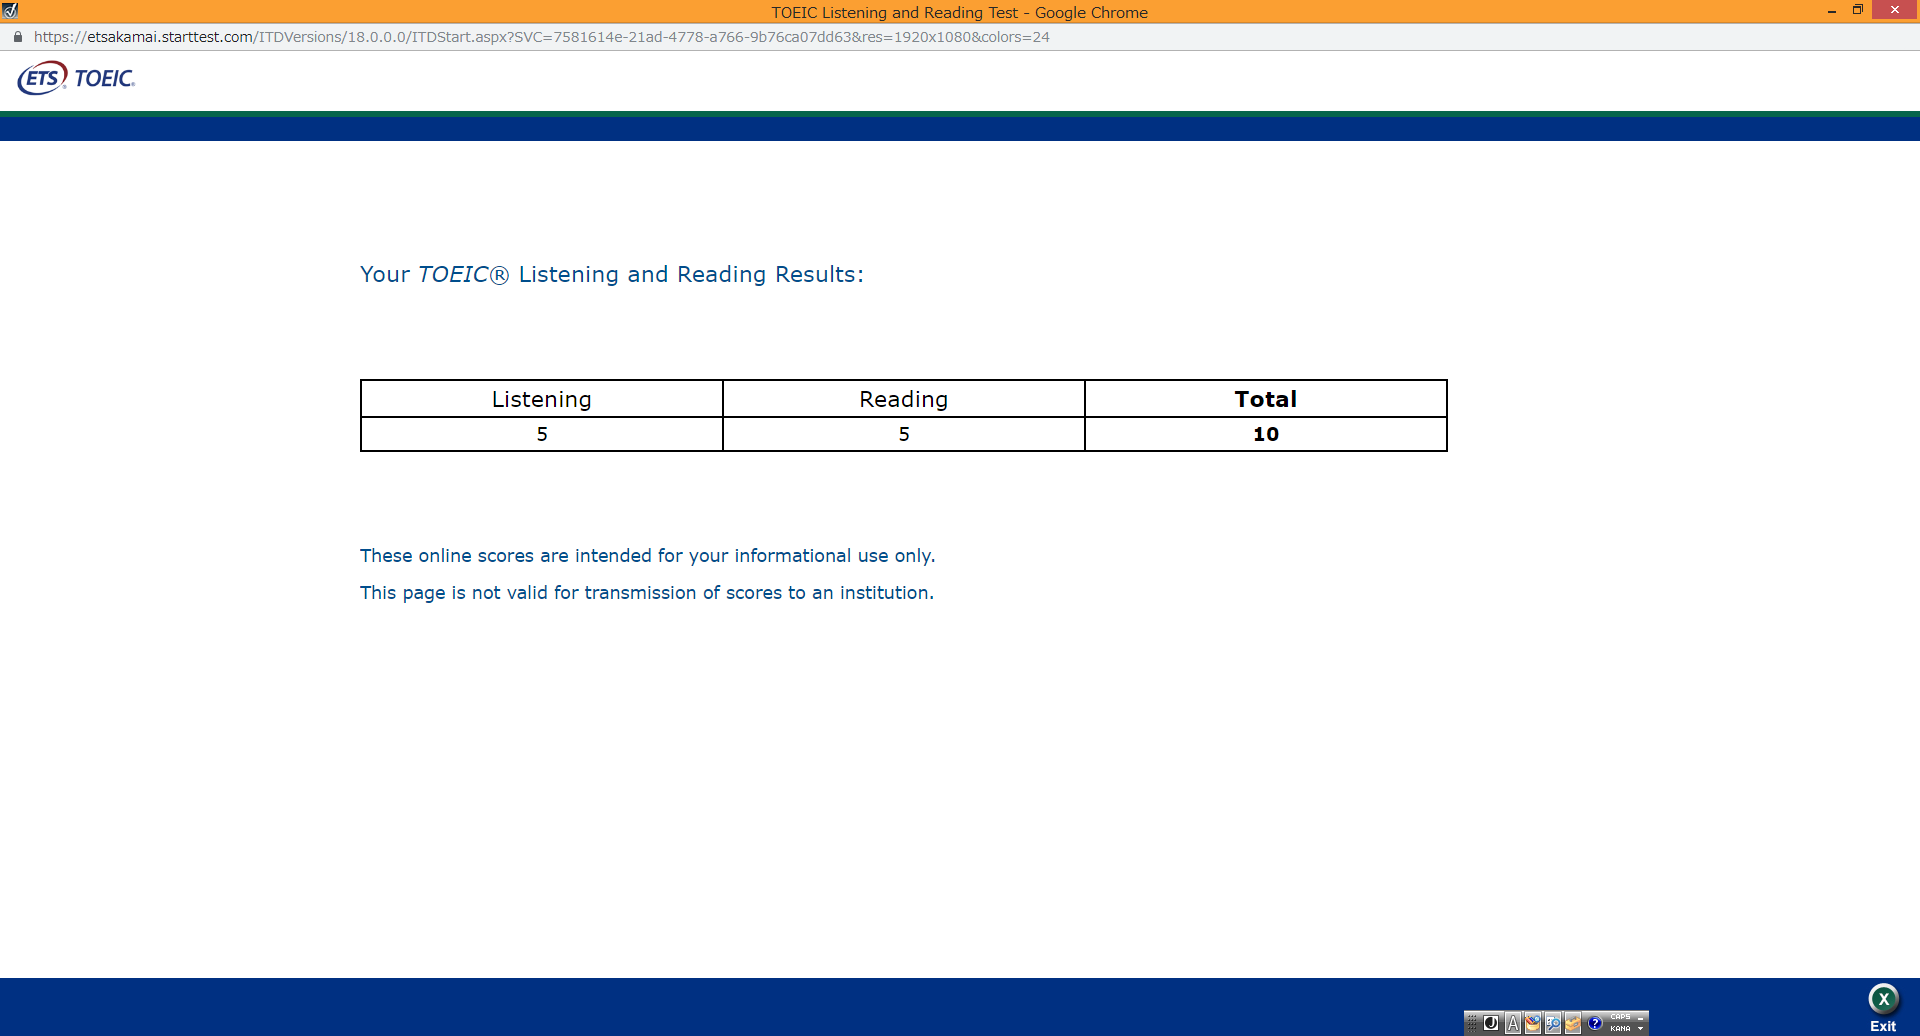 TOEIC Listening and Reading Test - Google Chrome
https://etsakamai.starttest.com/ITDVersions/18.0.0.0/ITDStart.aspx?SVC=7581614e-21ad-4778-a766-9b76ca07dd63&res=1920x1080&colors=24
ETS® TOEIC®
Your TOEIC® Listening and Reading Results:
Listening Reading Total
5 5 10
These online scores are intended for your informational use only.
This page is not valid for transmission of scores to an institution.
X
Exit
A ? CAPS
KANA